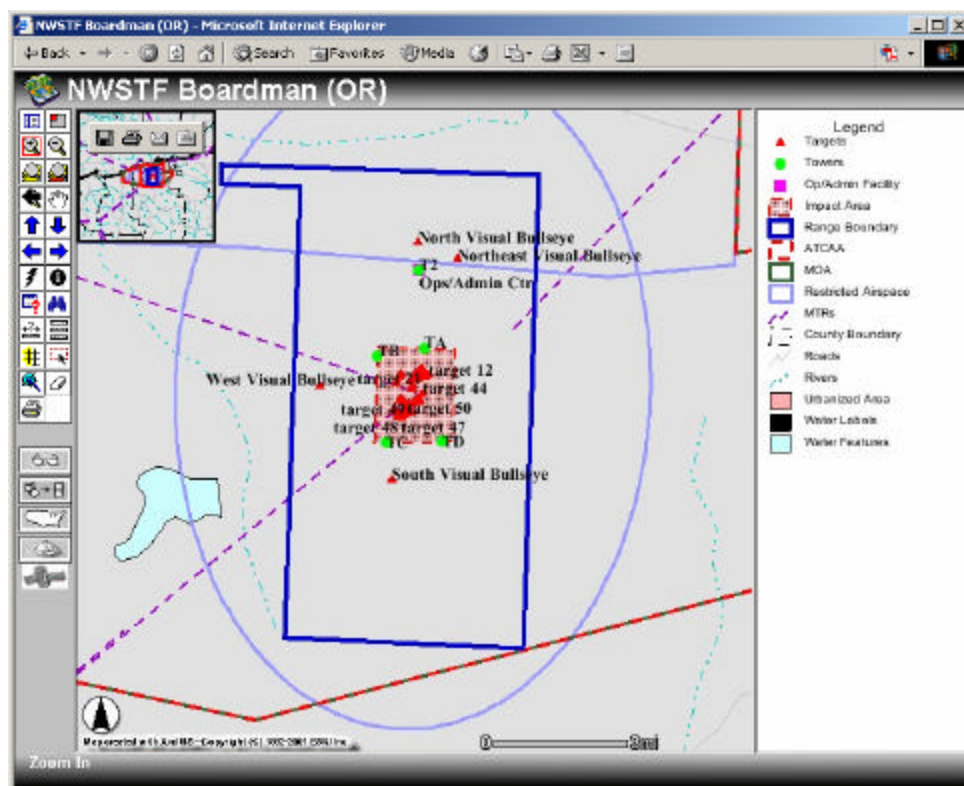 NWSTF Boardman (OR) - Microsoft Internet Explorer
Back Search Favorites Media
NWSTF Boardman (OR)
Legend
Targets
Towers
Op/Admin Facility
Impact Area
Range Boundary
ATCAA
MOA
Restricted Airspace
MTRs
County Boundary
Roads
Rivers
Urbanized Area
Water Labels
Water Features
North Visual Bullseye
Northeast Visual Bullseye
T2
Ops/Admin Ctr
TB TA
target 12
West Visual Bullseye
target 44
target 50
target 48 target 47
TC TD
South Visual Bullseye
0 3mi
Zoom In